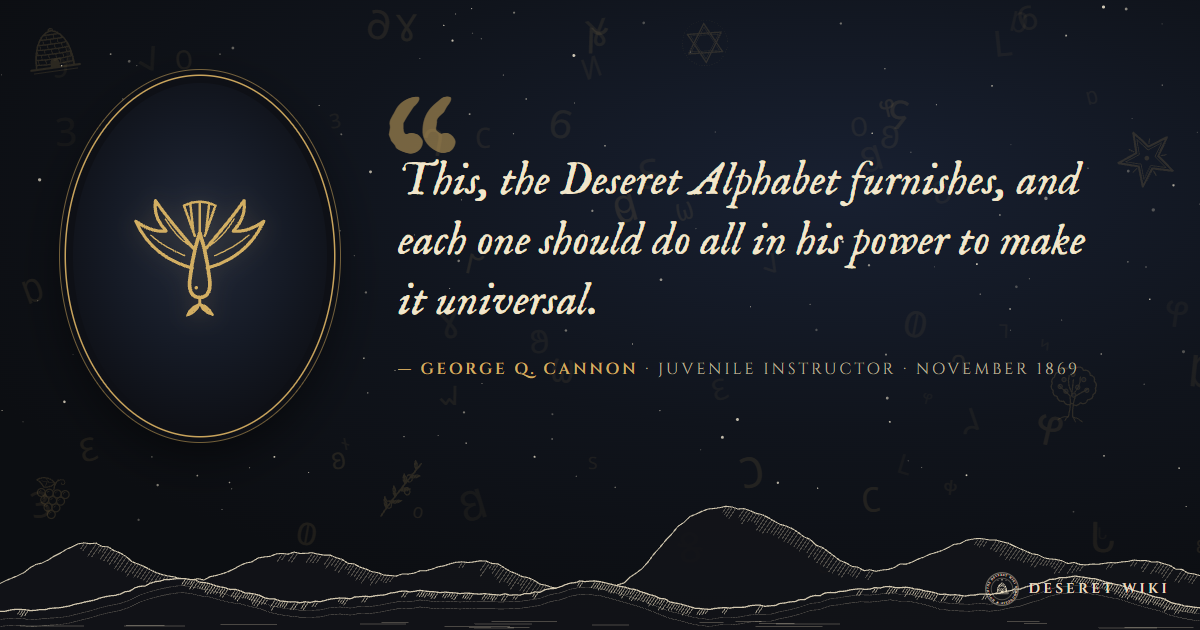 “This, the Deseret Alphabet furnishes, and
each one should do all in his power to make
it universal.
— GEORGE Q. CANNON · JUVENILE INSTRUCTOR · NOVEMBER 1869
DESERET WIKI